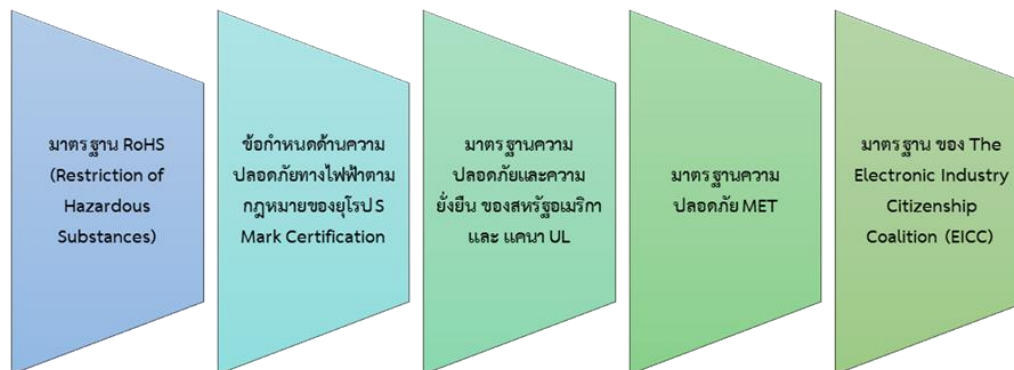 มาตรฐาน RoHS
(Restriction of
Hazardous
Substances)
ข้อกำหนดด้านความ
ปลอดภัยทางไฟฟ้าตาม
กฎหมายของยุโรป S
Mark Certification
มาตรฐานความ
ปลอดภัยและความ
ยั่งยืน ของสหรัฐอเมริกา
และ แคนา UL
มาตรฐานความ
ปลอดภัย MET
มาตรฐาน ของ The
Electronic Industry
Citizenship
Coalition (EICC)